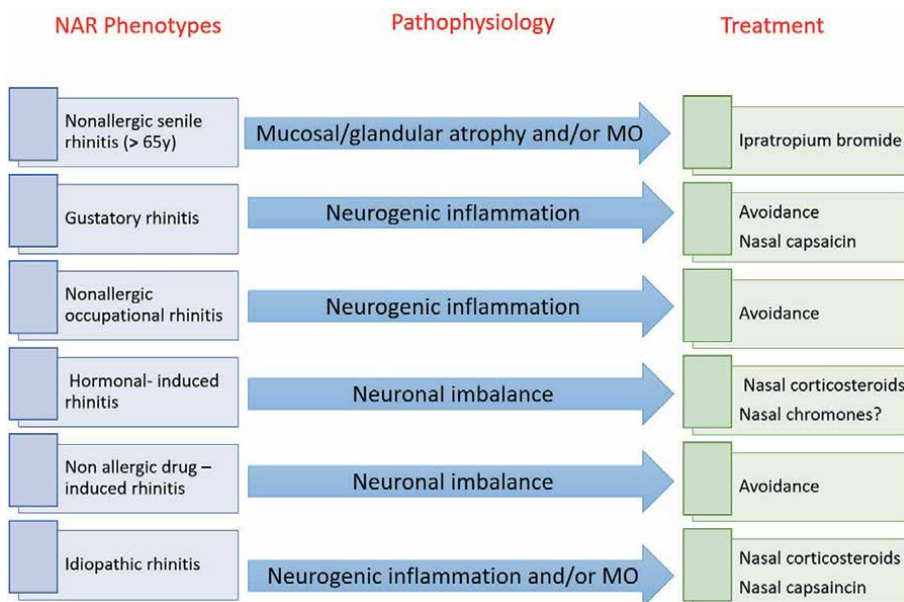 NAR Phenotypes Pathophysiology Treatment
Nonallergic senile
rhinitis (> 65y)
Mucosal/glandular atrophy and/or MO
Ipratropium bromide
Gustatory rhinitis
Neurogenic inflammation
Avoidance
Nasal capsaicin
Nonallergic
occupational rhinitis
Neurogenic inflammation
Avoidance
Hormonal- induced
rhinitis
Neuronal imbalance
Nasal corticosteroids
Nasal chromones?
Non allergic drug –
induced rhinitis
Neuronal imbalance
Avoidance
Idiopathic rhinitis
Neurogenic inflammation and/or MO
Nasal corticosteroids
Nasal capsaincin